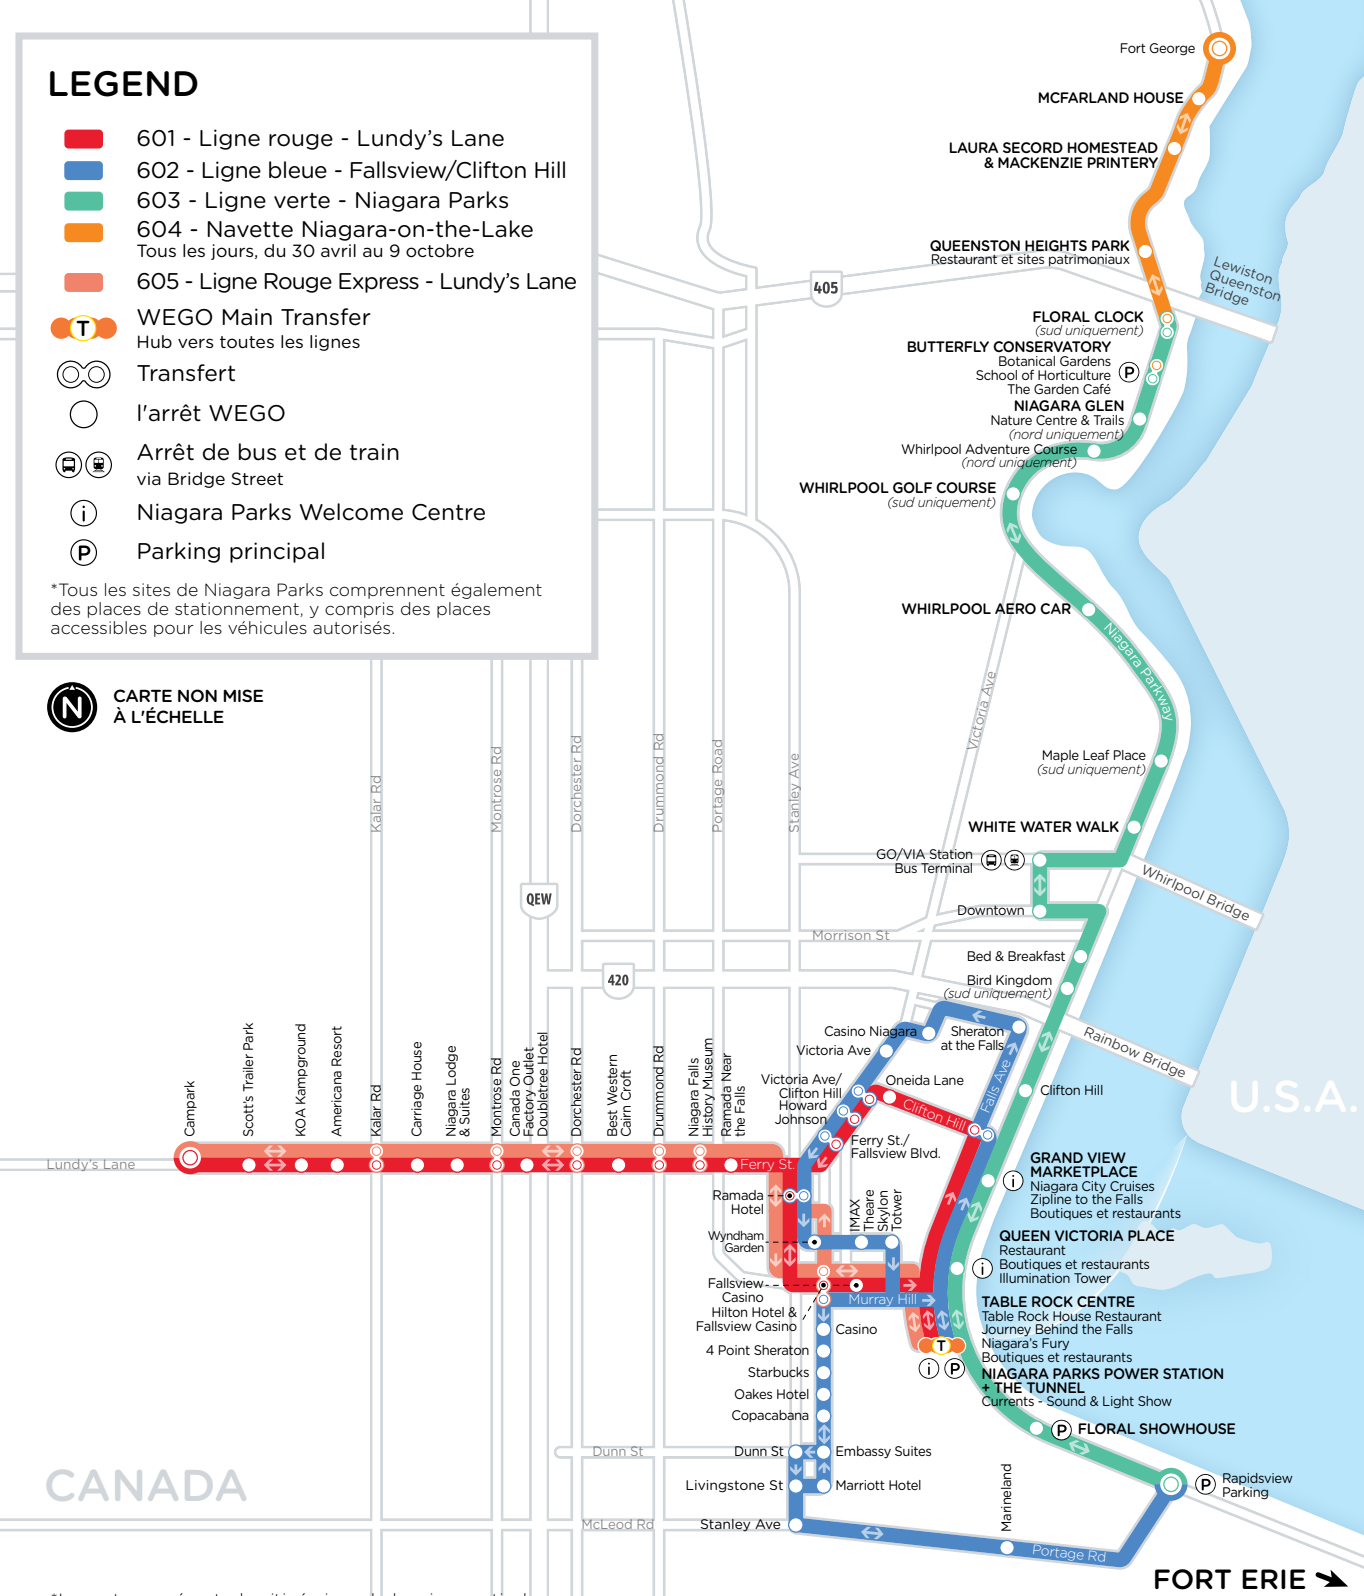 LEGEND
601 - Ligne rouge - Lundy's Lane
602 - Ligne bleue - Fallsview/Clifton Hill
603 - Ligne verte - Niagara Parks
604 - Navette Niagara-on-the-Lake
Tous les jours, du 30 avril au 9 octobre
605 - Ligne Rouge Express - Lundy's Lane
T
WEGO Main Transfer
Hub vers toutes les lignes
Transfert
l'arrêt WEGO
Arrêt de bus et de train
via Bridge Street
i
Niagara Parks Welcome Centre
P
Parking principal
*Tous les sites de Niagara Parks comprennent également
des places de stationnement, y compris des places
accessibles pour les véhicules autorisés.
N
CARTE NON MISE
À L'ÉCHELLE
Fort George
MCFARLAND HOUSE
LAURA SECORD HOMESTEAD
& MACKENZIE PRINTERY
QUEENSTON HEIGHTS PARK
Restaurant et sites patrimoniaux
Lewiston
Queenston
Bridge
405
FLORAL CLOCK
(sud uniquement)
BUTTERFLY CONSERVATORY
Botanical Gardens
School of Horticulture
The Garden Café
P
NIAGARA GLEN
Nature Centre & Trails
(nord uniquement)
Whirlpool Adventure Course
(nord uniquement)
WHIRLPOOL GOLF COURSE
(sud uniquement)
WHIRLPOOL AERO CAR
Niagara Parkway
Victoria Ave
Maple Leaf Place
(sud uniquement)
WHITE WATER WALK
Kalar Rd
Montrose Rd
Dorchester Rd
Drummond Rd
Portage Road
Stanley Ave
GO/VIA Station
Bus Terminal
Whirlpool Bridge
QEW
Downtown
Morrison St
Bed & Breakfast
420
Bird Kingdom
(sud uniquement)
Rainbow Bridge
Casino Niagara
Sheraton
at the Falls
Victoria Ave
Falls Ave
Victoria Ave/
Clifton Hill
Oneida Lane
Clifton Hill
Clifton Hill
Howard
Johnson
Ferry St./
Fallsview Blvd.
U.S.A.
Campark
Scott's Trailer Park
KOA Kampground
Americana Resort
Kalar Rd
Carriage House
Niagara Lodge
& Suites
Montrose Rd
Canada One
Factory Outlet
Doubletree Hotel
Dorchester Rd
Best Western
Cairn Croft
Drummond Rd
Niagara Falls
History Museum
Ramada Near
the Falls
Lundy's Lane
Ferry St.
GRAND VIEW
MARKETPLACE
i
Niagara City Cruises
Zipline to the Falls
Boutiques et restaurants
Ramada
Hotel
IMAX
Theare
Skylon
Totwer
Wyndham
Garden
QUEEN VICTORIA PLACE
Restaurant
i
Boutiques et restaurants
Illumination Tower
Fallsview
Casino
Murray Hill
Hilton Hotel &
Fallsview Casino
Casino
TABLE ROCK CENTRE
Table Rock House Restaurant
Journey Behind the Falls
Niagara's Fury
Boutiques et restaurants
T
i
P
NIAGARA PARKS POWER STATION
+ THE TUNNEL
Currents - Sound & Light Show
4 Point Sheraton
Starbucks
Oakes Hotel
Copacabana
P
FLORAL SHOWHOUSE
Dunn St
Dunn St
Embassy Suites
Livingstone St
Marriott Hotel
Marineland
P
Rapidsview
Parking
CANADA
McLeod Rd
Stanley Ave
Portage Rd
FORT ERIE